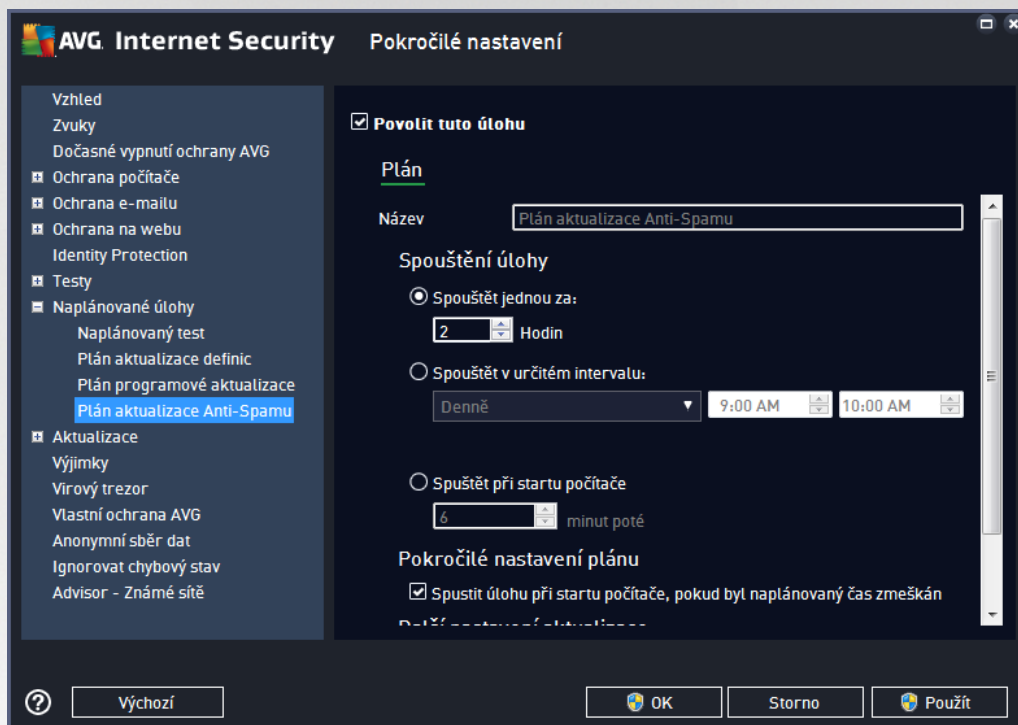 AVG. Internet Security Pokročilé nastavení
Vzhled
Zvuky
Dočasné vypnutí ochrany AVG
Ochrana počítače
Ochrana e-mailu
Ochrana na webu
Identity Protection
Testy
Naplánované úlohy
Naplánovaný test
Plán aktualizace definic
Plán programové aktualizace
Plán aktualizace Anti-Spamu
Aktualizace
Výjimky
Virový trezor
Vlastní ochrana AVG
Anonymní sběr dat
Ignorovat chybový stav
Advisor - Známé sítě
Povolit tuto úlohu
Plán
Název Plán aktualizace Anti-Spamu
Spouštění úlohy
Spouštět jednou za:
2 Hodin
Spouštět v určitém intervalu:
Denně 9:00 AM 10:00 AM
Spuštět při startu počítače
6 minut poté
Pokročilé nastavení plánu
Spustit úlohu při startu počítače, pokud byl naplánovaný čas zmeškán
Další nastavení aktualizace
? Výchozí OK Storno Použít